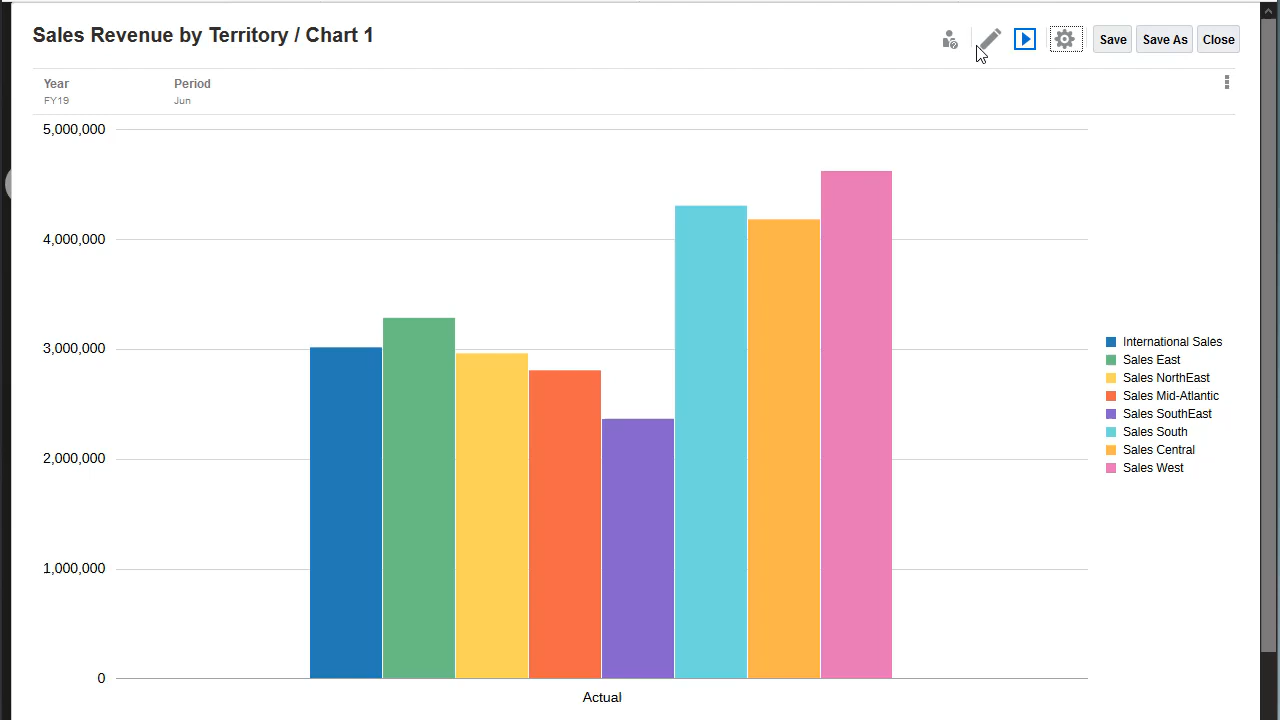 Sales Revenue by Territory / Chart 1
Save
Save As
Close
Year
Period
FY19
Jun
5,000,000
4,000,000
3,000,000
2,000,000
1,000,000
0
Actual
International Sales
Sales East
Sales NorthEast
Sales Mid-Atlantic
Sales SouthEast
Sales South
Sales Central
Sales West